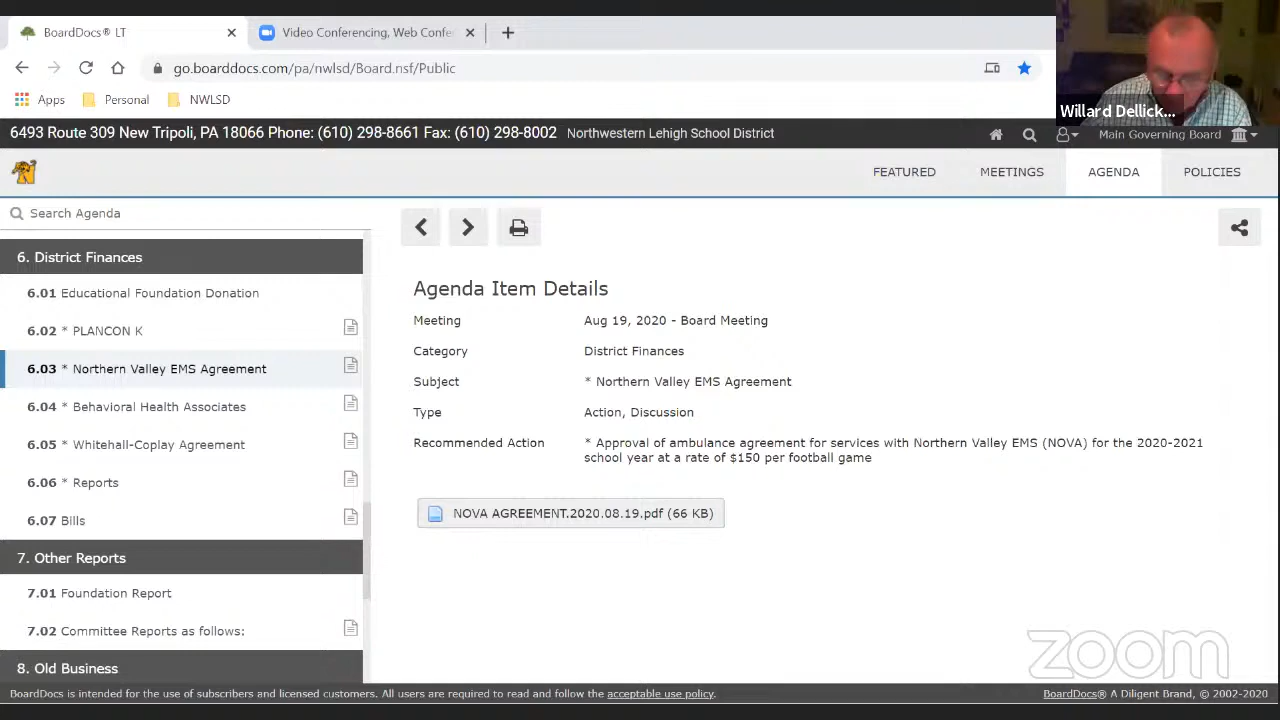 BoardDocs® LT
Video Conferencing, Web Confe
go.boarddocs.com/pa/nwlsd/Board.nsf/Public
Apps
Personal
NWLSD
Willard Dellick...
6493 Route 309 New Tripoli, PA 18066 Phone: (610) 298-8661 Fax: (610) 298-8002 Northwestern Lehigh School District
Main Governing Board
FEATURED
MEETINGS
AGENDA
POLICIES
Search Agenda
6. District Finances
6.01 Educational Foundation Donation
6.02 * PLANCON K
6.03 * Northern Valley EMS Agreement
6.04 * Behavioral Health Associates
6.05 * Whitehall-Coplay Agreement
6.06 * Reports
6.07 Bills
7. Other Reports
7.01 Foundation Report
7.02 Committee Reports as follows:
8. Old Business
Agenda Item Details
Meeting Aug 19, 2020 - Board Meeting
Category District Finances
Subject * Northern Valley EMS Agreement
Type Action, Discussion
Recommended Action * Approval of ambulance agreement for services with Northern Valley EMS (NOVA) for the 2020-2021
school year at a rate of $150 per football game
NOVA AGREEMENT.2020.08.19.pdf (66 KB)
zoom
BoardDocs is intended for the use of subscribers and licensed customers. All users are required to read and follow the acceptable use policy.
BoardDocs® A Diligent Brand, © 2002-2020